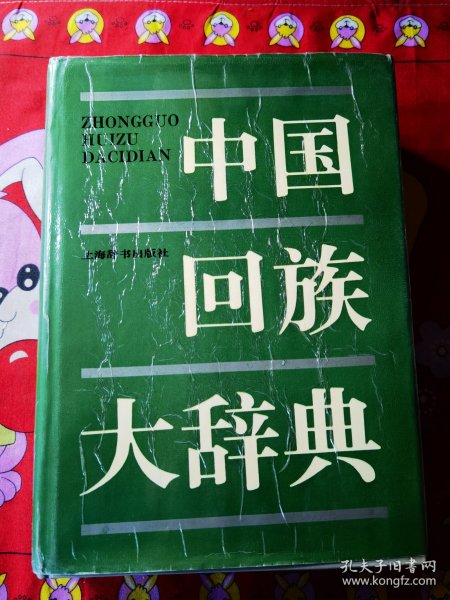 ZHONGGUO
HUIZU
DACIDIAN
中国
上海辞书出版社
回族
大辞典
孔夫子旧书网
www.kongfz.com